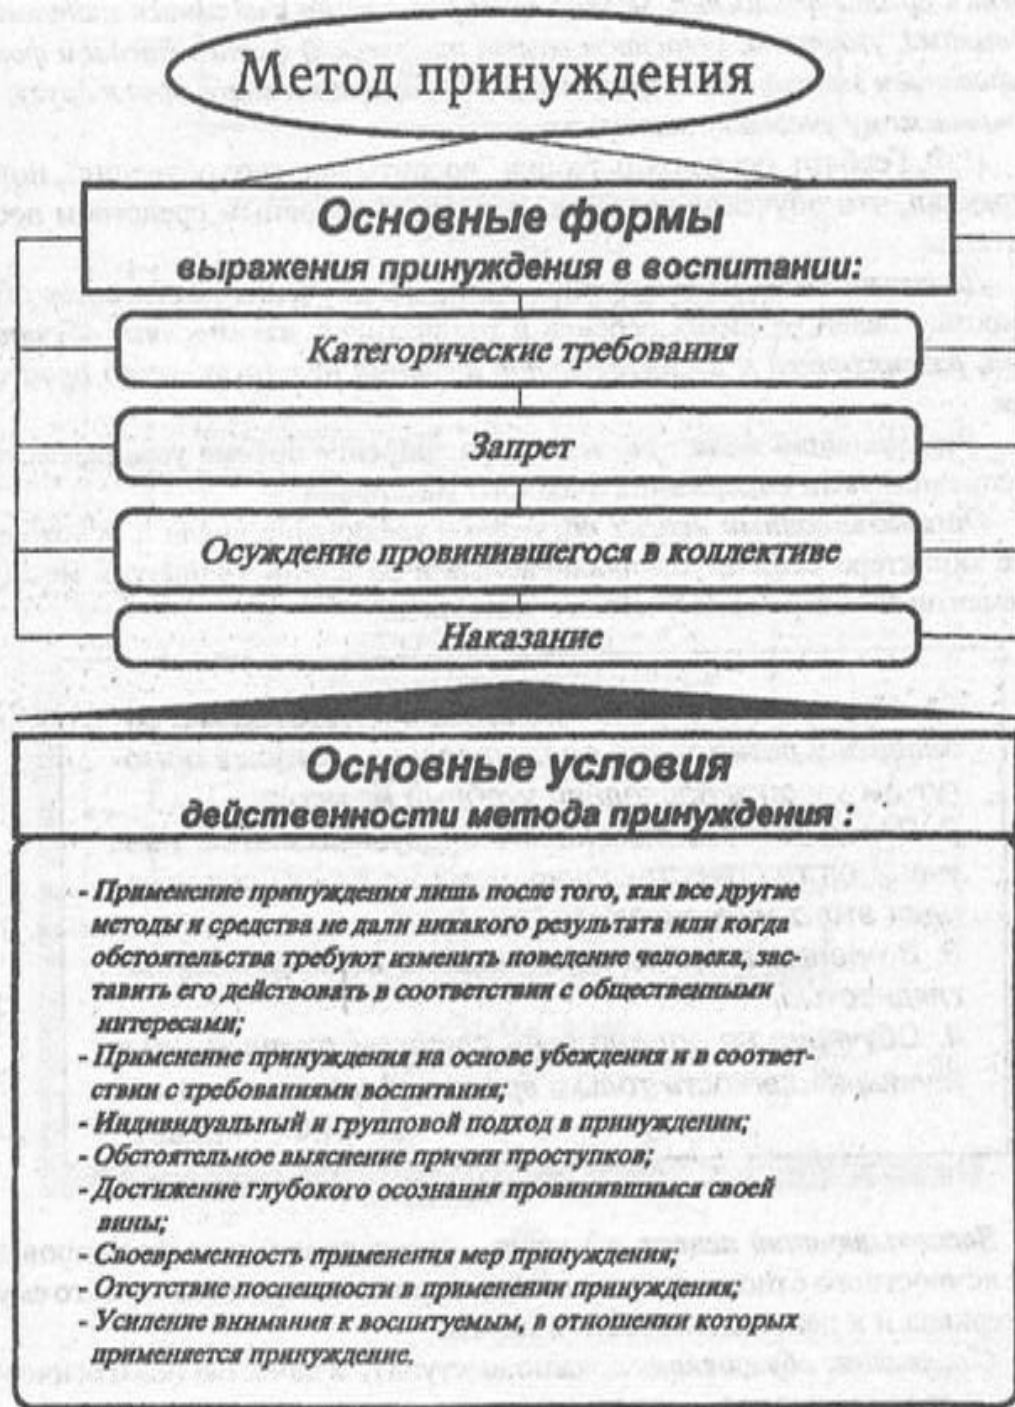 Метод принуждения
Основные формы
выражения принуждения в воспитании:
Категорические требования
Запрет
Осуждение провинившегося в коллективе
Наказание
Основные условия
действенности метода принуждения :
- Применение принуждения лишь после того, как все другие
методы и средства не дали никакого результата или когда
обстоятельства требуют изменить поведение человека, зас-
тавить его действовать в соответствии с общественными
интересами;
- Применение принуждения на основе убеждения и в соответ-
ствии с требованиями воспитания;
- Индивидуальный и групповой подход в принуждении;
- Обстоятельное выяснение причин проступков;
- Достижение глубокого осознания провинившимся своей
вины;
- Своевременность применения мер принуждения;
- Отсутствие поспешности в применении принуждения;
- Усиление внимания к воспитуемым, в отношении которых
применяется принуждение.